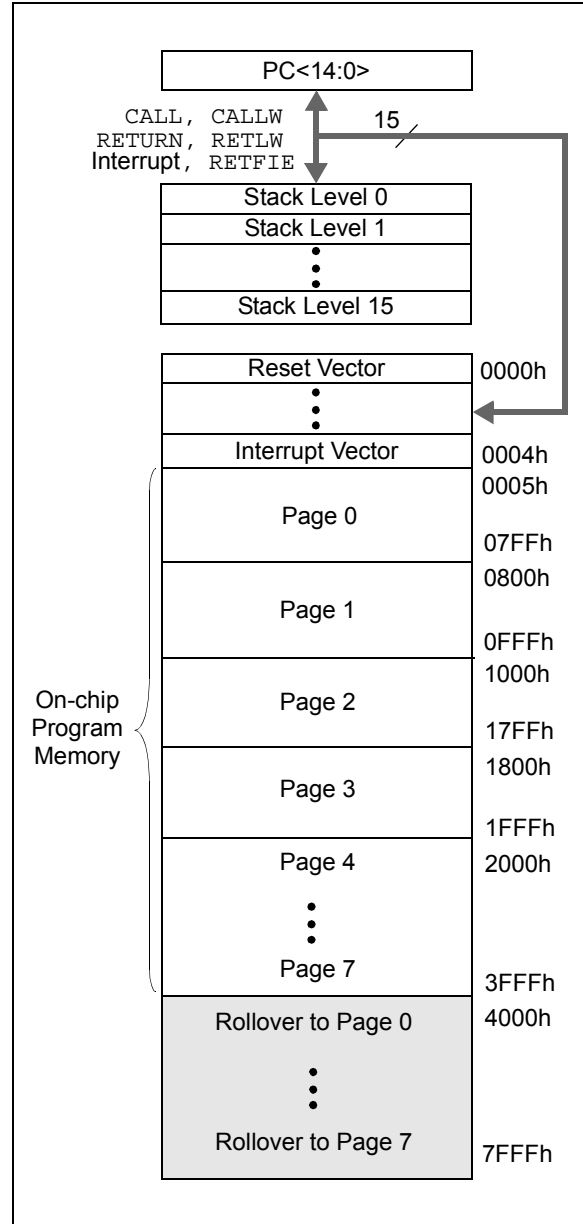 PC<14:0>
CALL, CALLW
15
RETURN, RETLW
Interrupt, RETFIE
Stack Level 0
Stack Level 1
Stack Level 15
Reset Vector
0000h
Interrupt Vector
0004h
0005h
Page 0
07FFh
0800h
Page 1
0FFFh
1000h
On-chip
Program
Memory
Page 2
17FFh
1800h
Page 3
1FFFh
Page 4
2000h
Page 7
3FFFh
Rollover to Page 0
4000h
Rollover to Page 7
7FFFh